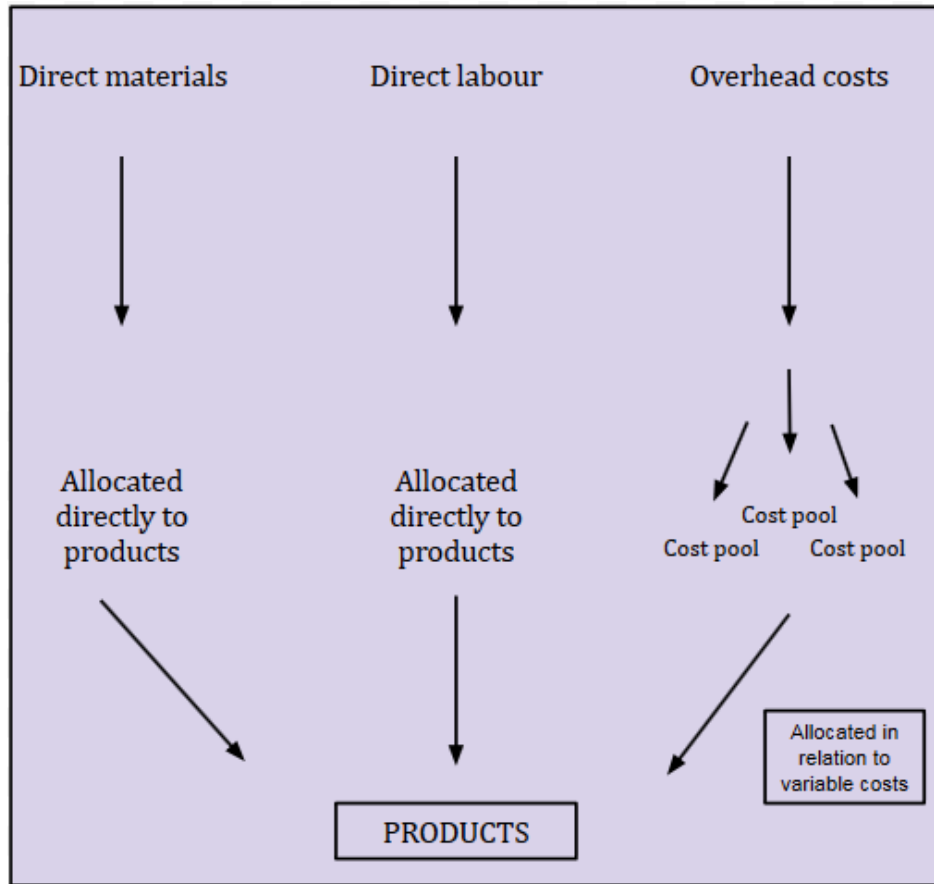 Direct materials
Direct labour
Overhead costs
Allocated
directly to
products
Allocated
directly to
products
Cost pool
Cost pool
Cost pool
Allocated in
relation to
variable costs
PRODUCTS